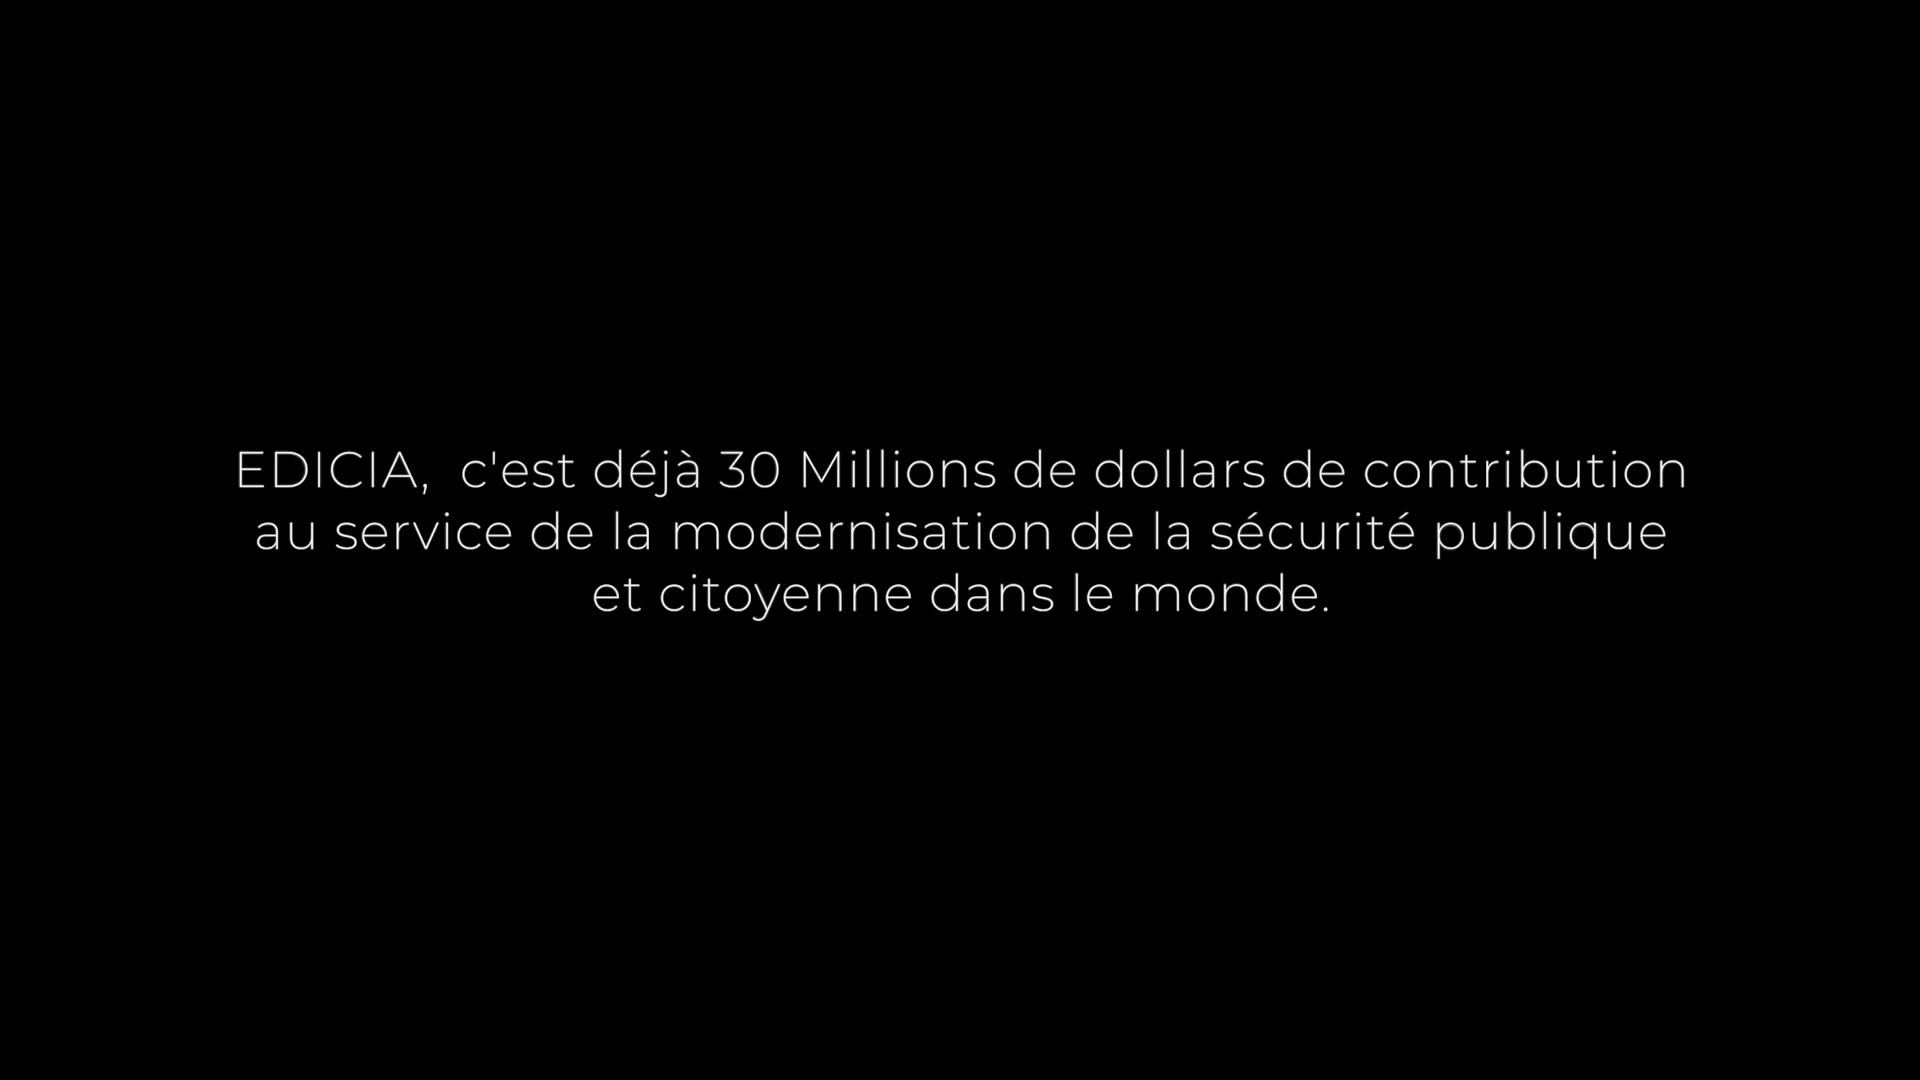 EDICIA,  c'est déjà 30 Millions de dollars de contribution
au service de la modernisation de la sécurité publique
et citoyenne dans le monde.